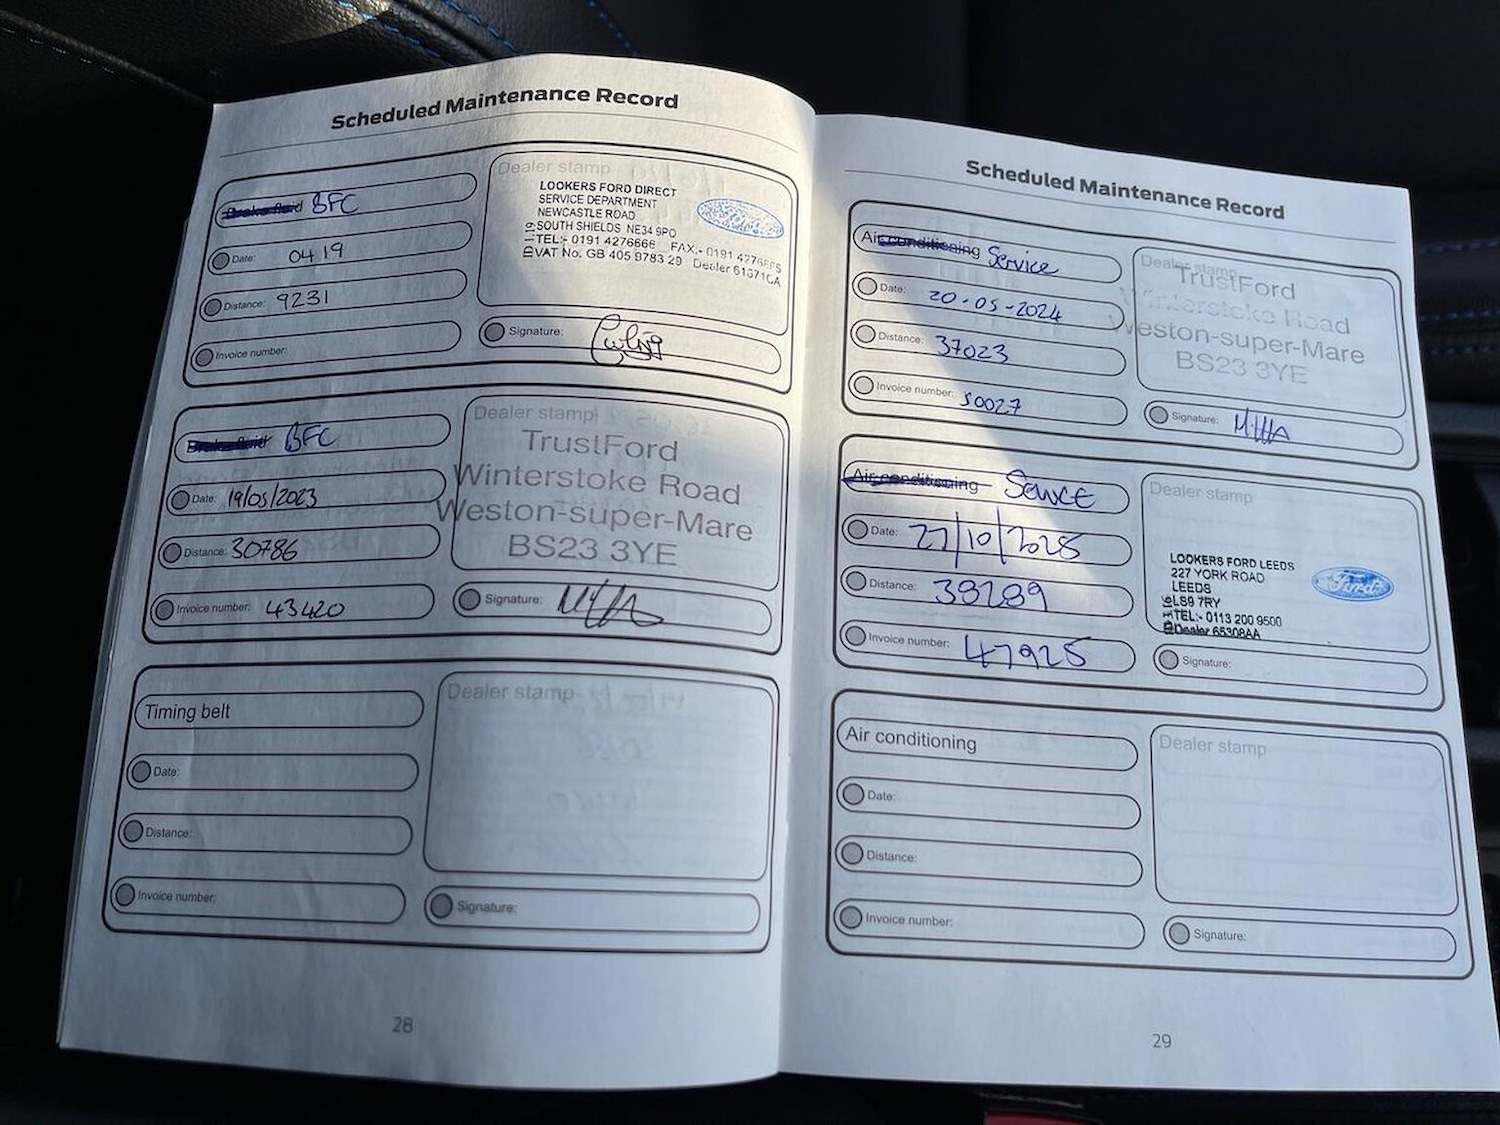 Scheduled Maintenance Record
Brake fluid BFC
Date: 04 19
Distance: 9231
Invoice number:
Dealer stamp
LOOKERS FORD DIRECT
SERVICE DEPARTMENT
NEWCASTLE ROAD
SOUTH SHIELDS NE34 9PQ
TEL:- 0191 4276666 FAX:- 0191 4276665
VAT No. GB 405 9783 29 Dealer 61371CA
Ford
Signature:
Brake fluid BFC
Date: 19/05/2023
Distance: 30786
Invoice number: 43420
Dealer stamp
TrustFord
Winterstoke Road
Weston-super-Mare
BS23 3YE
Signature:
Timing belt
Date:
Distance:
Invoice number:
Dealer stamp
Signature:
28
Scheduled Maintenance Record
Air conditioning Service
Date: 20-05-2024
Distance: 37023
Invoice number: 50027
Dealer stamp
TrustFord
Winterstoke Road
Weston-super-Mare
BS23 3YE
Signature:
Air conditioning Service
Date: 27/10/2025
Distance: 38289
Invoice number: 47925
Dealer stamp
LOOKERS FORD LEEDS
227 YORK ROAD
LEEDS
LS9 7RY
TEL:- 0113 200 9500
Dealer 65308AA
Ford
Signature:
Air conditioning
Date:
Distance:
Invoice number:
Dealer stamp
Signature:
29